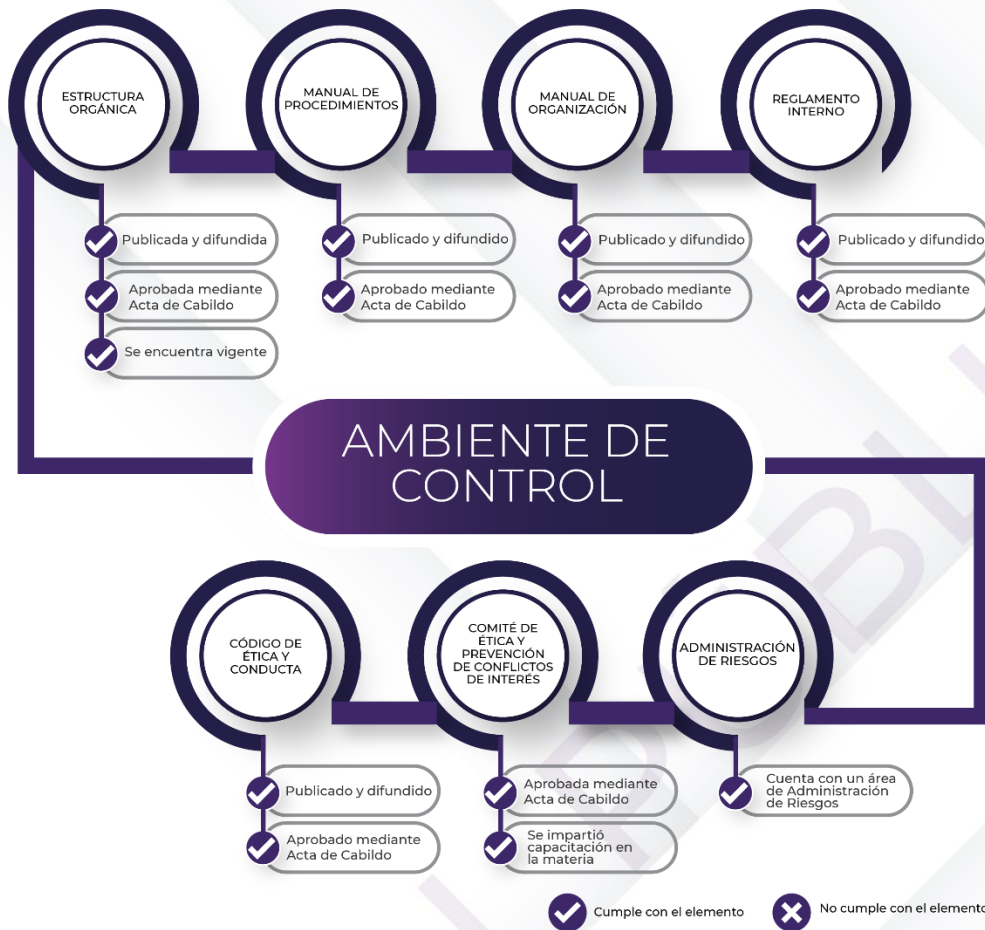 ESTRUCTURA
ORGÁNICA
MANUAL DE
PROCEDIMIENTOS
MANUAL DE
ORGANIZACIÓN
REGLAMENTO
INTERNO
Publicada y difundida
Aprobada mediante
Acta de Cabildo
Se encuentra vigente
Publicado y difundido
Aprobado mediante
Acta de Cabildo
Publicado y difundido
Aprobado mediante
Acta de Cabildo
Publicado y difundido
Aprobado mediante
Acta de Cabildo
AMBIENTE DE
CONTROL
CÓDIGO DE
ÉTICA Y
CONDUCTA
COMITÉ DE
ÉTICA Y
PREVENCIÓN
DE CONFLICTOS
DE INTERÉS
ADMINISTRACIÓN
DE RIESGOS
Publicado y difundido
Aprobado mediante
Acta de Cabildo
Aprobada mediante
Acta de Cabildo
Se impartió
capacitación en
la materia
Cuenta con un área
de Administración
de Riesgos
Cumple con el elemento
No cumple con el elemento